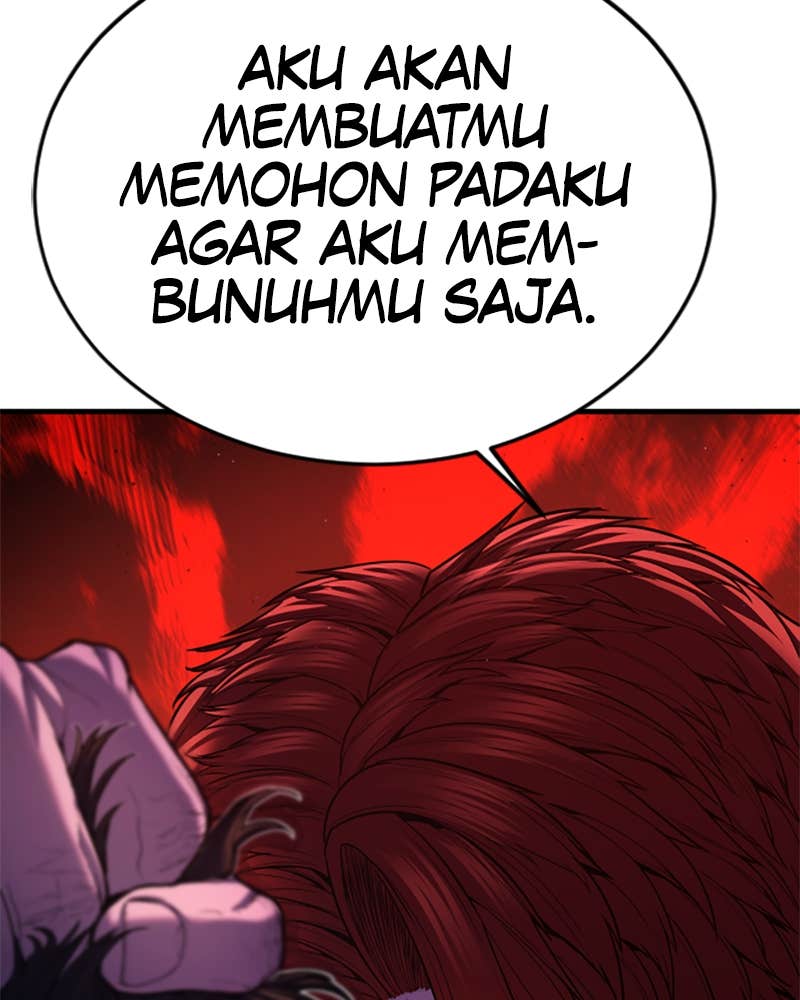 AKU AKAN
MEMBUATMU
MEMOHON PADAKU
AGAR AKU MEM-
BUNUHMU SAJA.